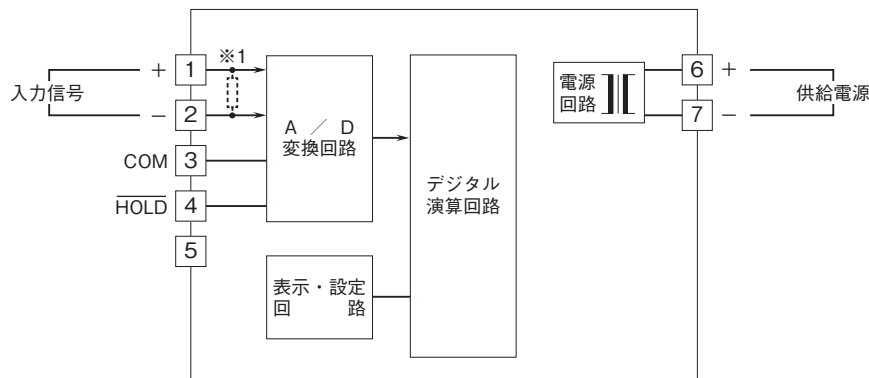 ※1
入力信号
+
1
−
2
COM
3
HOLD
4
5
A ／ D
変換回路
デジタル
演算回路
表示・設定
回 路
電源
回路
6
+
7
−
供給電源